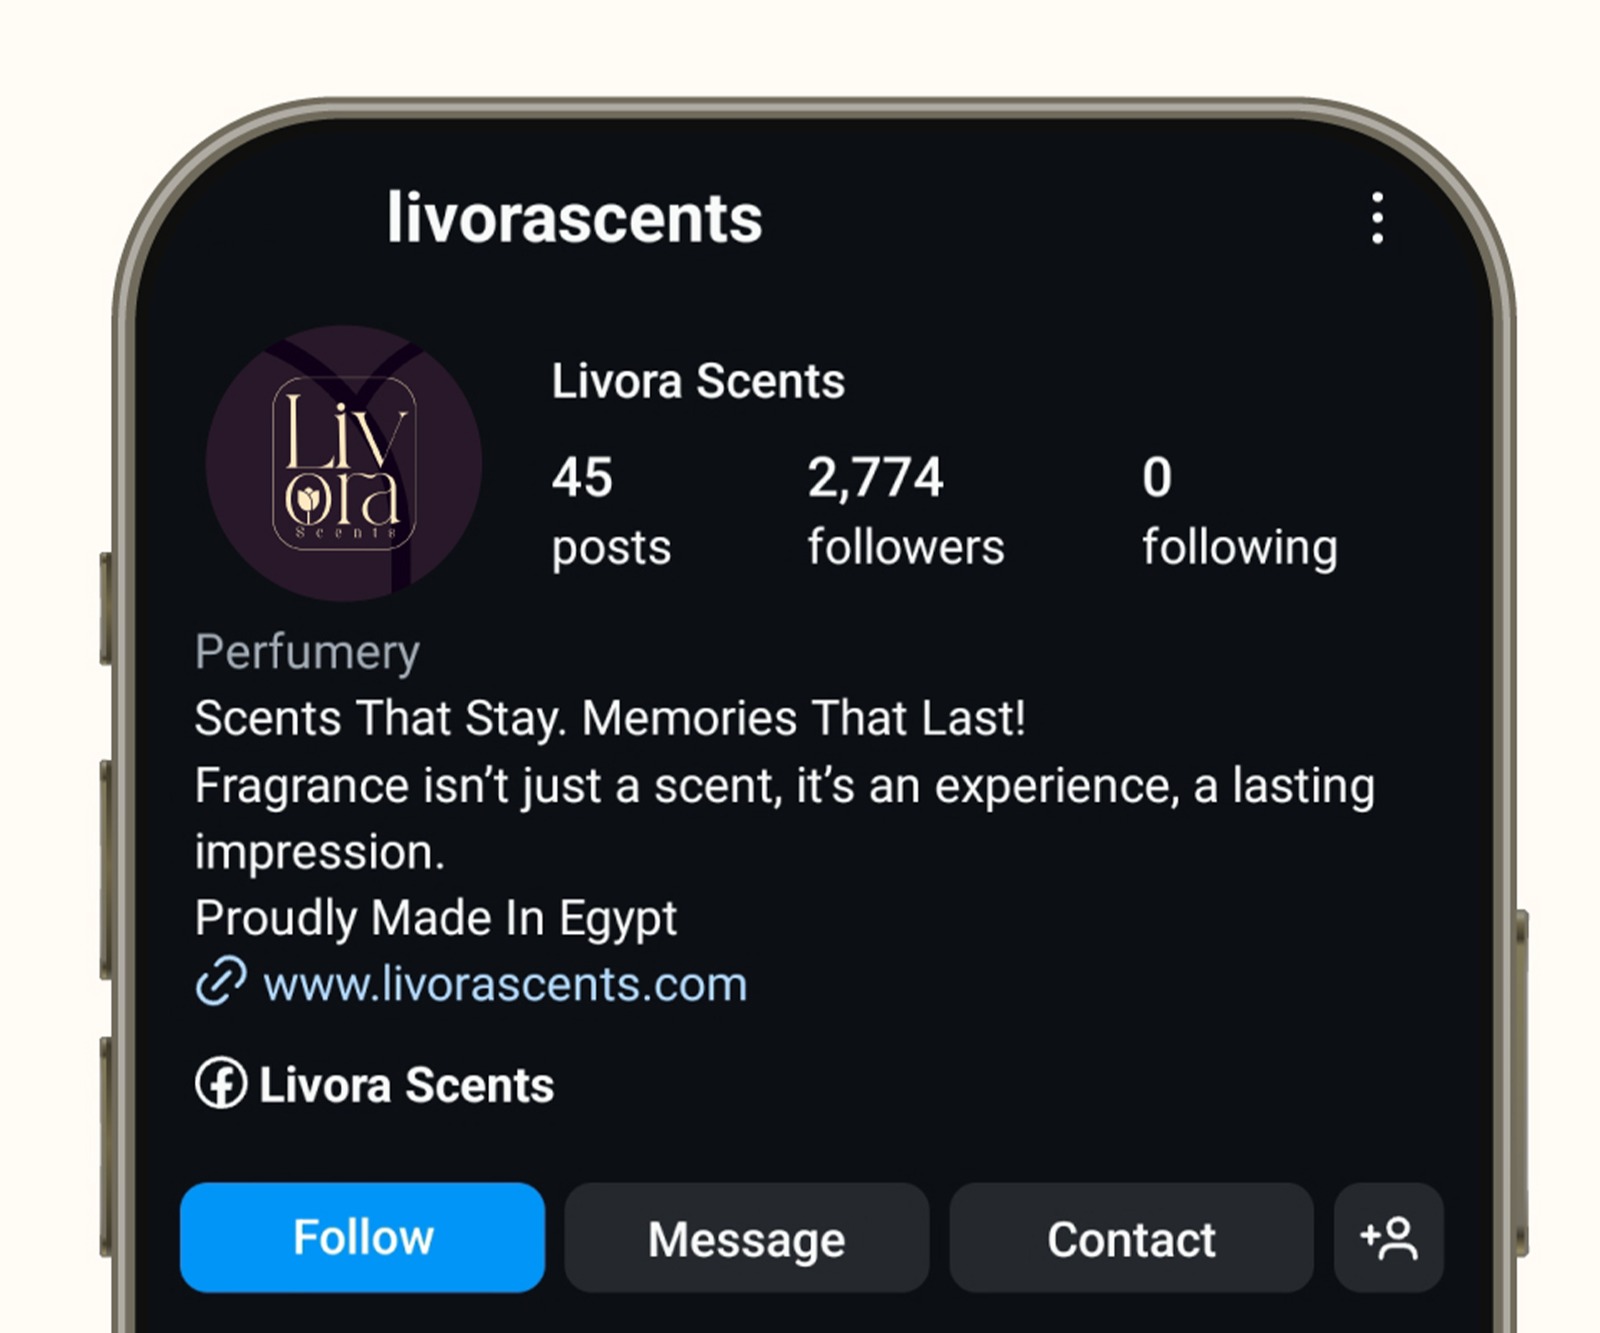 livorascents
Liv
ora
Scents
Livora Scents
45 2,774 0
posts followers following
Perfumery
Scents That Stay. Memories That Last!
Fragrance isn’t just a scent, it’s an experience, a lasting
impression.
Proudly Made In Egypt
www.livorascents.com
Livora Scents
Follow Message Contact